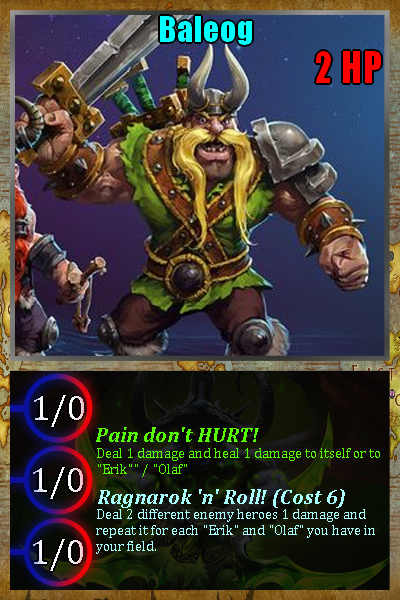 Baleog
2 HP
1/0
Pain don't HURT!
Deal 1 damage and heal 1 damage to itself or to
"Erik"" / "Olaf"
1/0
Ragnarok 'n' Roll! (Cost 6)
Deal 2 different enemy heroes 1 damage and
repeat it for each "Erik" and "Olaf" you have in
your field.
1/0